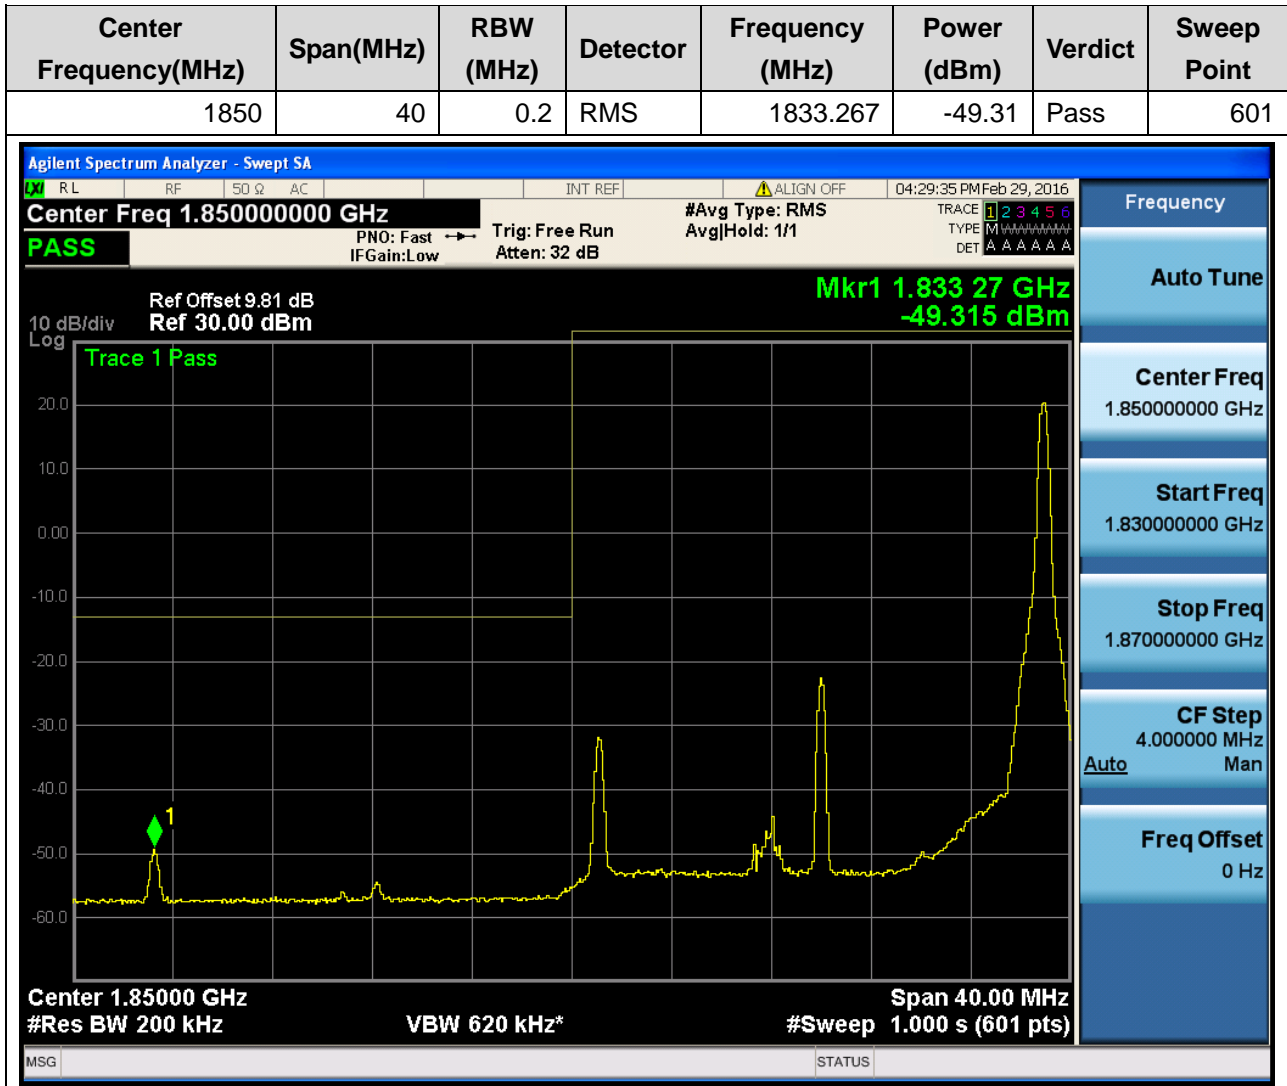 Center Frequency(MHz) Span(MHz) RBW (MHz) Detector Frequency (MHz) Power (dBm) Verdict Sweep Point
1850 40 0.2 RMS 1833.267 -49.31 Pass 601
Agilent Spectrum Analyzer - Swept SA
LXI RL RF 50 Ω AC INT REF ALIGN OFF 04:29:35 PM Feb 29, 2016
Center Freq 1.850000000 GHz
PASS
PNO: Fast
IFGain:Low
Trig: Free Run
Atten: 32 dB
#Avg Type: RMS
Avg|Hold: 1/1
TRACE 1 2 3 4 5 6
TYPE M
DET A A A A A A
Mkr1 1.833 27 GHz
-49.315 dBm
Ref Offset 9.81 dB
10 dB/div Ref 30.00 dBm
Log
Trace 1 Pass
20.0
10.0
0.00
-10.0
-20.0
-30.0
-40.0
-50.0
-60.0
1
Center 1.85000 GHz Span 40.00 MHz
#Res BW 200 kHz VBW 620 kHz* #Sweep 1.000 s (601 pts)
MSG STATUS
Frequency
Auto Tune
Center Freq
1.850000000 GHz
Start Freq
1.830000000 GHz
Stop Freq
1.870000000 GHz
CF Step
4.000000 MHz
Auto Man
Freq Offset
0 Hz